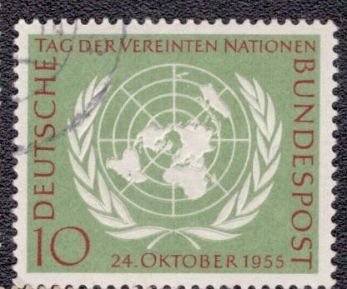 TAG DER VEREINTEN NATIONEN
DEUTSCHE
BUNDESPOST
10
24. OKTOBER 1955